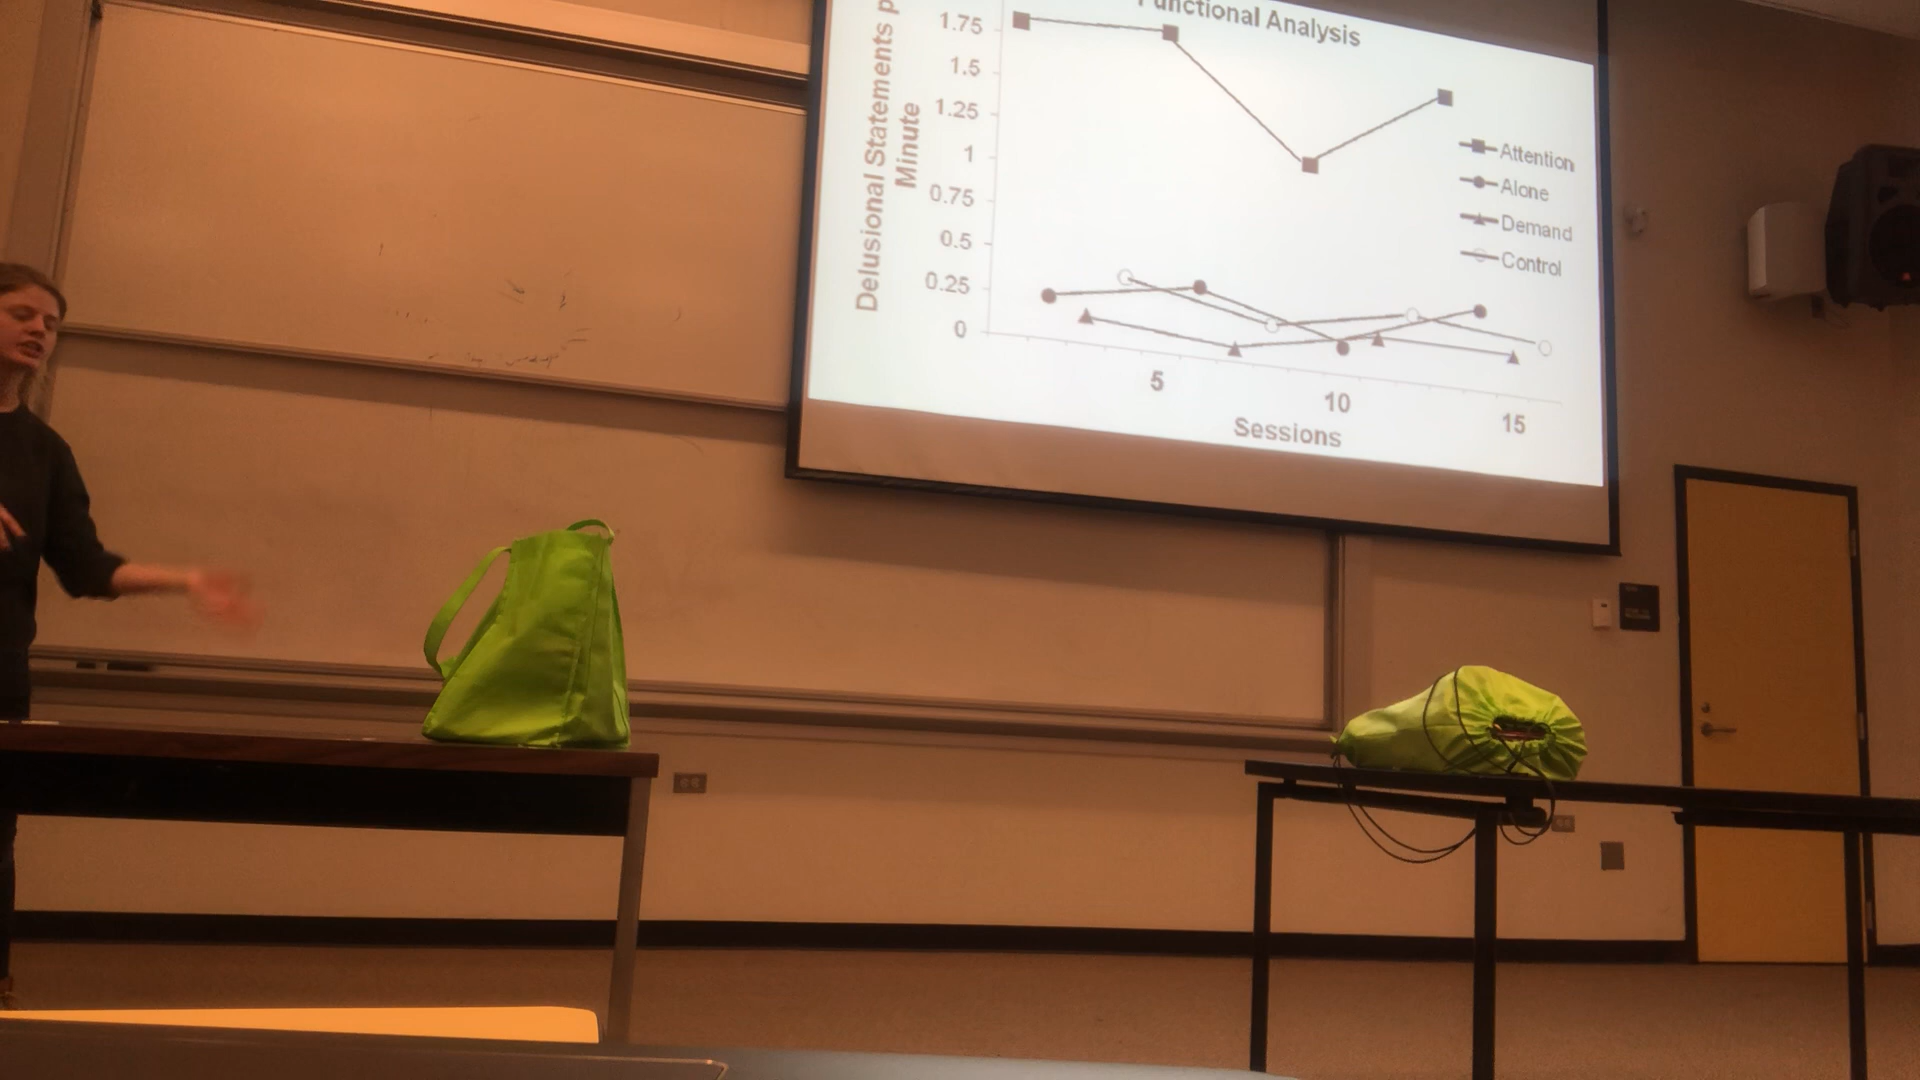 Functional Analysis
Delusional Statements p
Minute
1.75
1.5
1.25
1
0.75
0.5
0.25
0
5
10
15
Sessions
Attention
Alone
Demand
Control